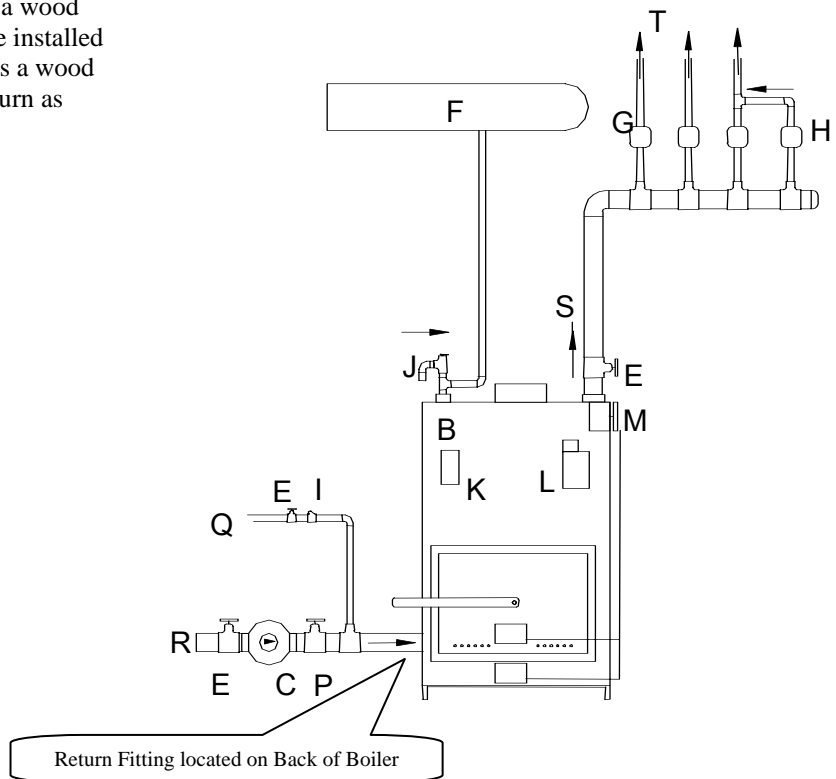 a wood
e installed
s a wood
urn as
T
F
G
H
S
J
E
B
M
K
L
E I
Q
R
E C P
Return Fitting located on Back of Boiler